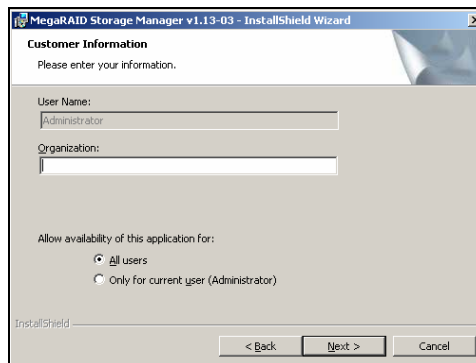 MegaRAID Storage Manager v1.13-03 - InstallShield Wizard
Customer Information
Please enter your information.
User Name:
Administrator
Organization:
Allow availability of this application for:
All users
Only for current user (Administrator)
InstallShield
< Back Next > Cancel